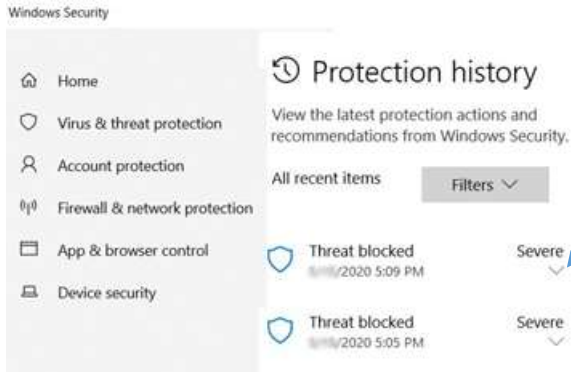 Windows Security
Home
Virus & threat protection
Account protection
Firewall & network protection
App & browser control
Device security
Protection history
View the latest protection actions and
recommendations from Windows Security.
All recent items
Filters
Threat blocked
Severe
/2020 5:09 PM
Threat blocked
Severe
/2020 5:05 PM